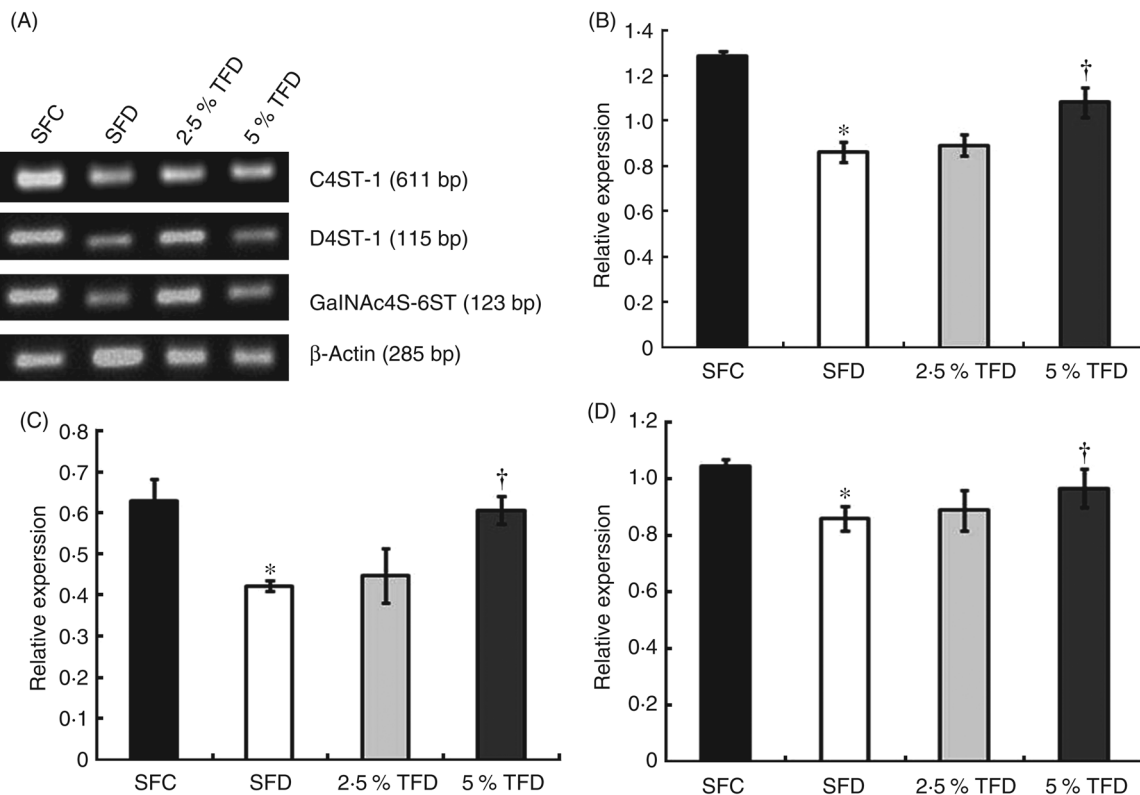 (A)
SFC SFD 2·5 % TFD 5 % TFD
C4ST-1 (611 bp)
D4ST-1 (115 bp)
GalNAc4S-6ST (123 bp)
β-Actin (285 bp)
(B)
Relative experssion
1·4
1·2
1·0
0·8
0·6
0·4
0·2
0
*
†
SFC SFD 2·5 % TFD 5 % TFD
(C)
Relative experssion
0·8
0·7
0·6
0·5
0·4
0·3
0·2
0·1
0
*
†
SFC SFD 2·5 % TFD 5 % TFD
(D)
Relative experssion
1·2
1·0
0·8
0·6
0·4
0·2
0
*
†
SFC SFD 2·5 % TFD 5 % TFD